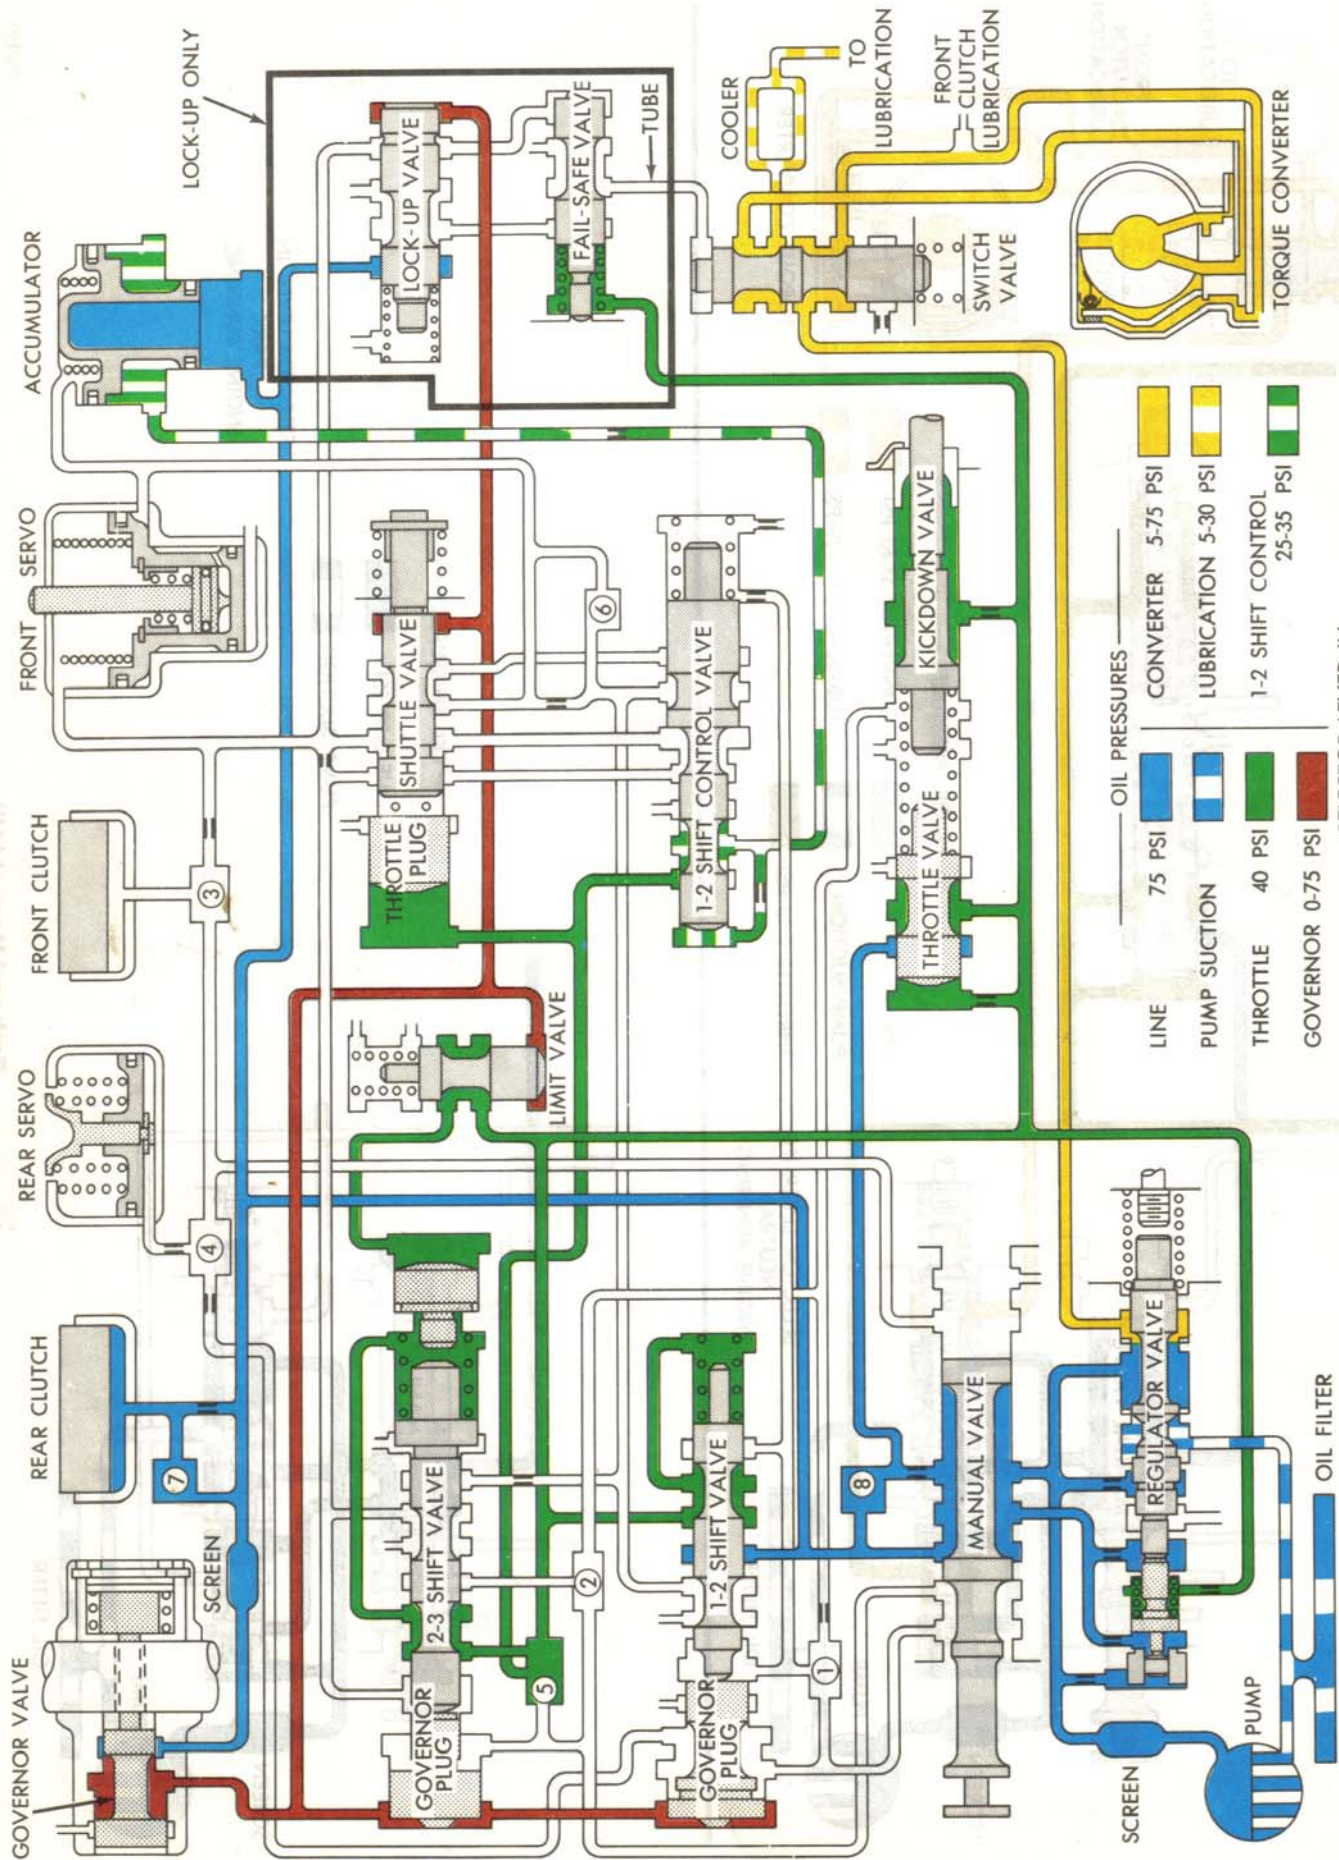 GOVERNOR VALVE
REAR CLUTCH
REAR SERVO
FRONT CLUTCH
FRONT SERVO
ACCUMULATOR
LOCK-UP ONLY
SCREEN
7
4
3
LOCK-UP VALVE
FAIL-SAFE VALVE
TUBE
GOVERNOR
PLUG
2-3 SHIFT VALVE
5
2
LIMIT VALVE
THROTTLE
PLUG
SHUTTLE VALVE
6
1-2 SHIFT CONTROL VALVE
GOVERNOR
PLUG
1-2 SHIFT VALVE
1
8
THROTTLE VALVE
KICKDOWN VALVE
SWITCH
VALVE
COOLER
TO
LUBRICATION
FRONT
CLUTCH
LUBRICATION
TORQUE CONVERTER
MANUAL VALVE
REGULATOR VALVE
SCREEN
PUMP
OIL FILTER
OIL PRESSURES
LINE 75 PSI
PUMP SUCTION
THROTTLE 40 PSI
GOVERNOR 0-75 PSI
CONVERTER 5-75 PSI
LUBRICATION 5-30 PSI
1-2 SHIFT CONTROL
25-35 PSI